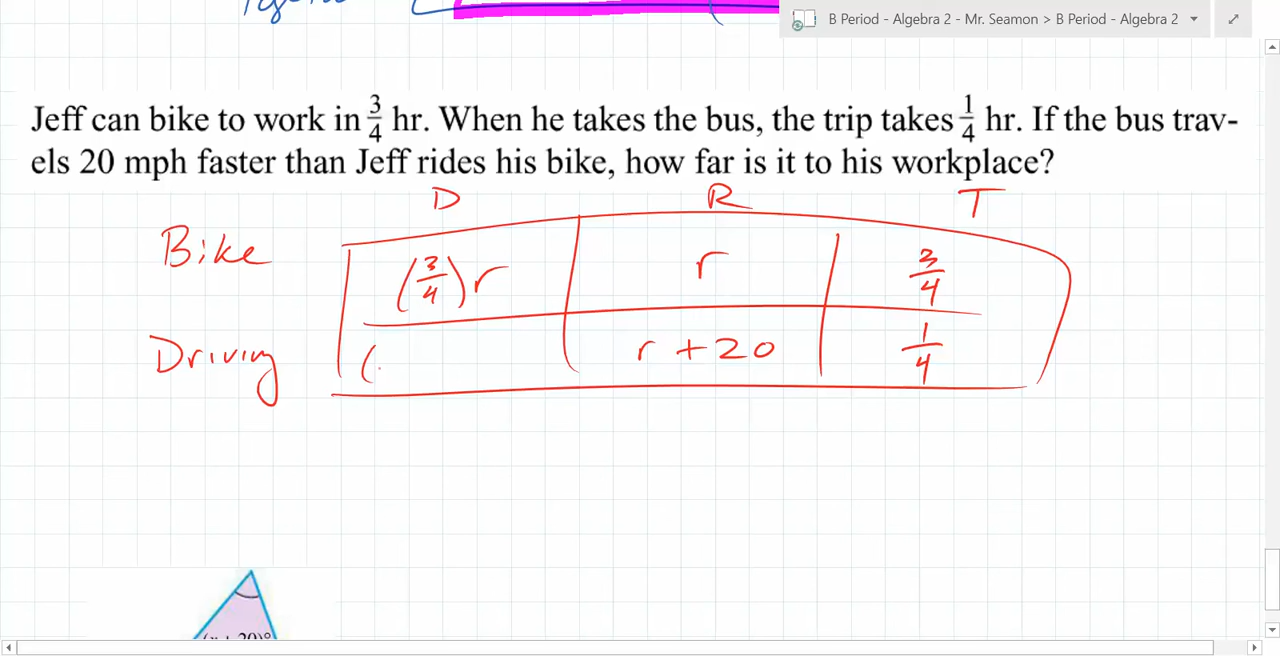 B Period - Algebra 2 - Mr. Seamon > B Period - Algebra 2
Jeff can bike to work in 3/4 hr. When he takes the bus, the trip takes 1/4 hr. If the bus trav-
els 20 mph faster than Jeff rides his bike, how far is it to his workplace?
D R T
Bike (3/4)r r 3/4
Driving ( r + 20 1/4